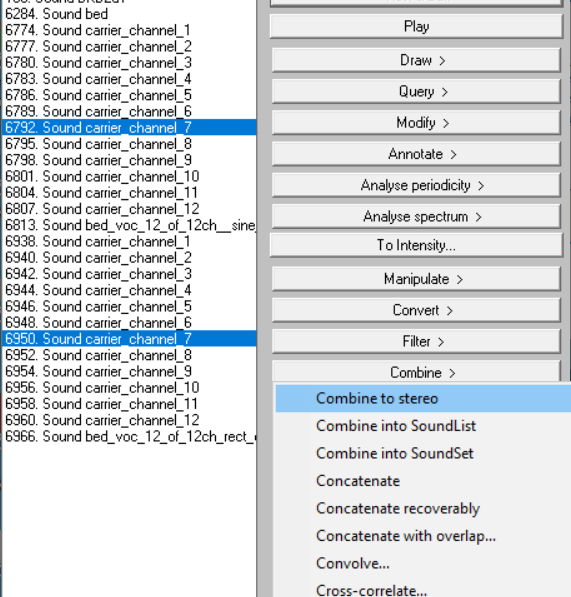 6284. Sound bed
6774. Sound carrier_channel_1
6777. Sound carrier_channel_2
6780. Sound carrier_channel_3
6783. Sound carrier_channel_4
6786. Sound carrier_channel_5
6789. Sound carrier_channel_6
6792. Sound carrier_channel_7
6795. Sound carrier_channel_8
6798. Sound carrier_channel_9
6801. Sound carrier_channel_10
6804. Sound carrier_channel_11
6807. Sound carrier_channel_12
6813. Sound bed_voc_12_of_12ch__sine_
6938. Sound carrier_channel_1
6940. Sound carrier_channel_2
6942. Sound carrier_channel_3
6944. Sound carrier_channel_4
6946. Sound carrier_channel_5
6948. Sound carrier_channel_6
6950. Sound carrier_channel_7
6952. Sound carrier_channel_8
6954. Sound carrier_channel_9
6956. Sound carrier_channel_10
6958. Sound carrier_channel_11
6960. Sound carrier_channel_12
6966. Sound bed_voc_12_of_12ch_rect_
Play
Draw >
Query >
Modify >
Annotate >
Analyse periodicity >
Analyse spectrum >
To Intensity...
Manipulate >
Convert >
Filter >
Combine >
Combine to stereo
Combine into SoundList
Combine into SoundSet
Concatenate
Concatenate recoverably
Concatenate with overlap...
Convolve...
Cross-correlate...